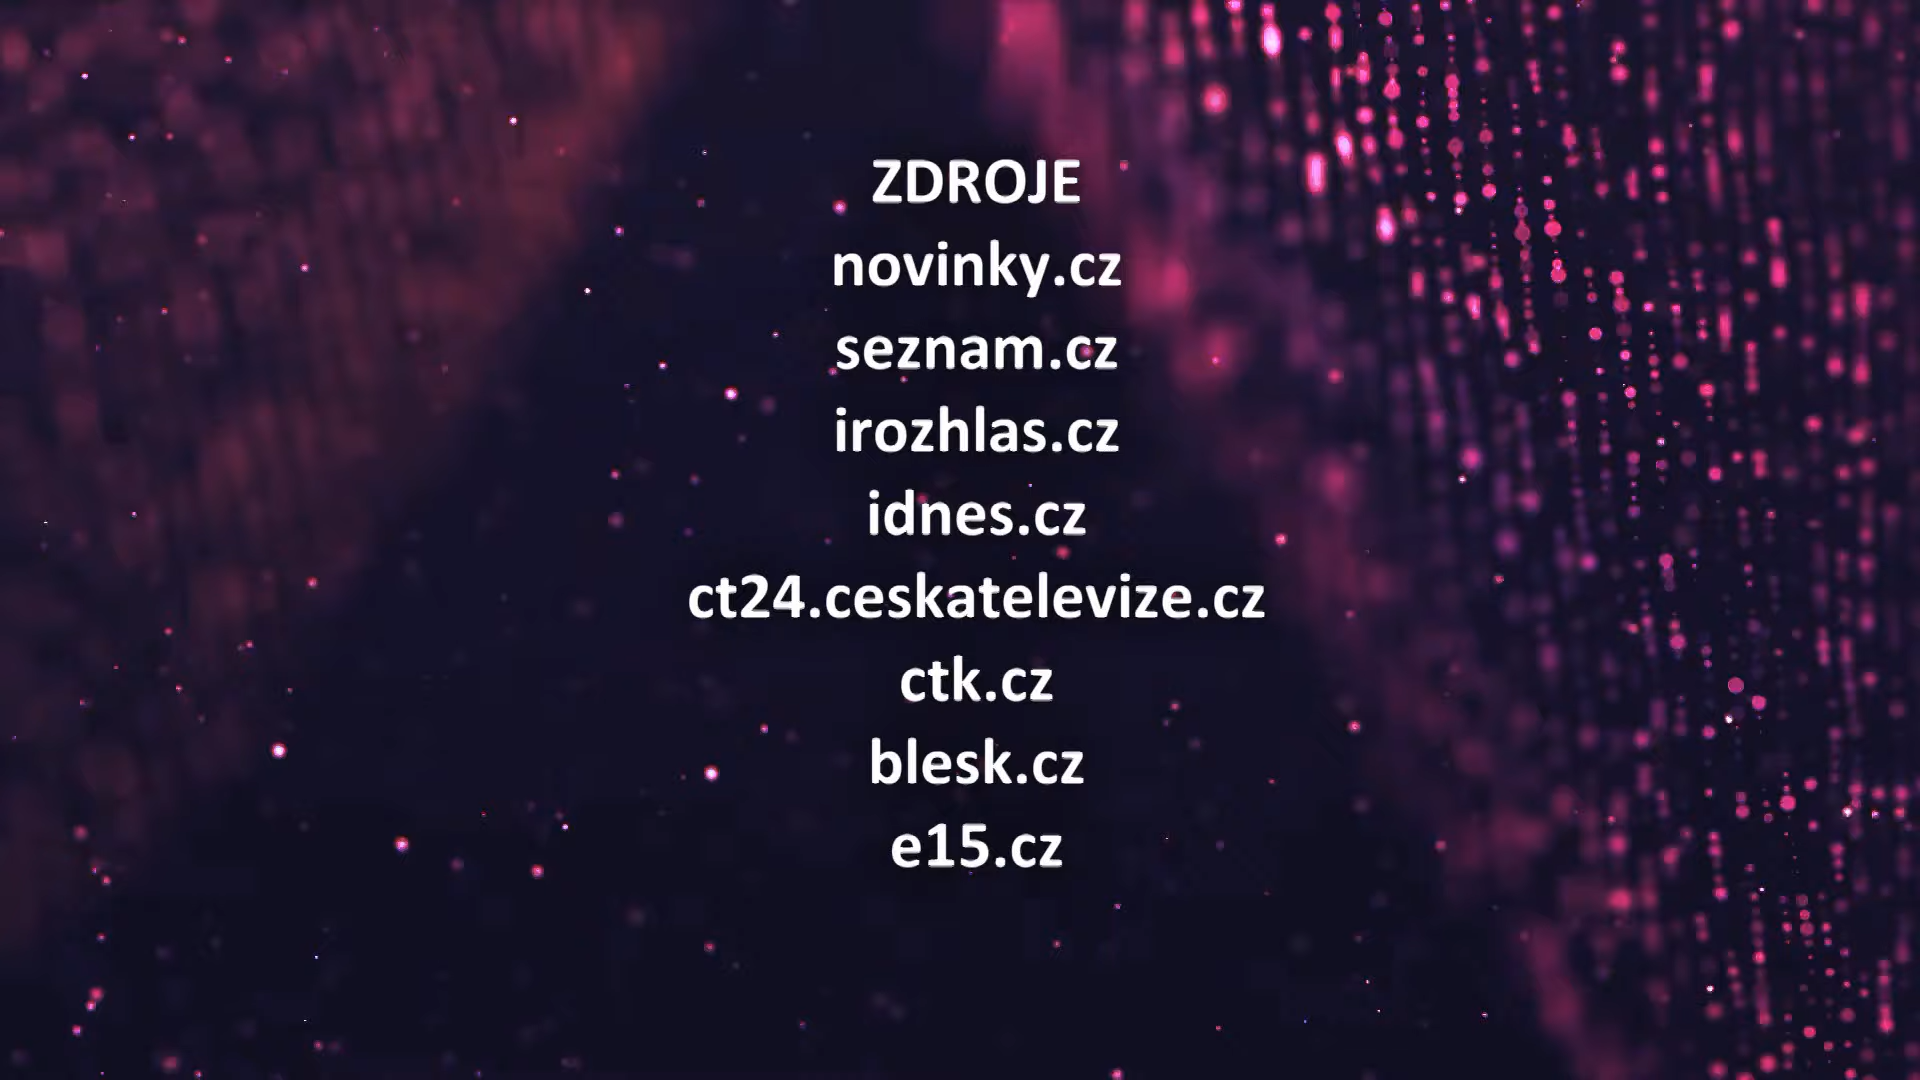 ZDROJE
novinky.cz
seznam.cz
irozhlas.cz
idnes.cz
ct24.ceskatelevize.cz
ctk.cz
blesk.cz
e15.cz